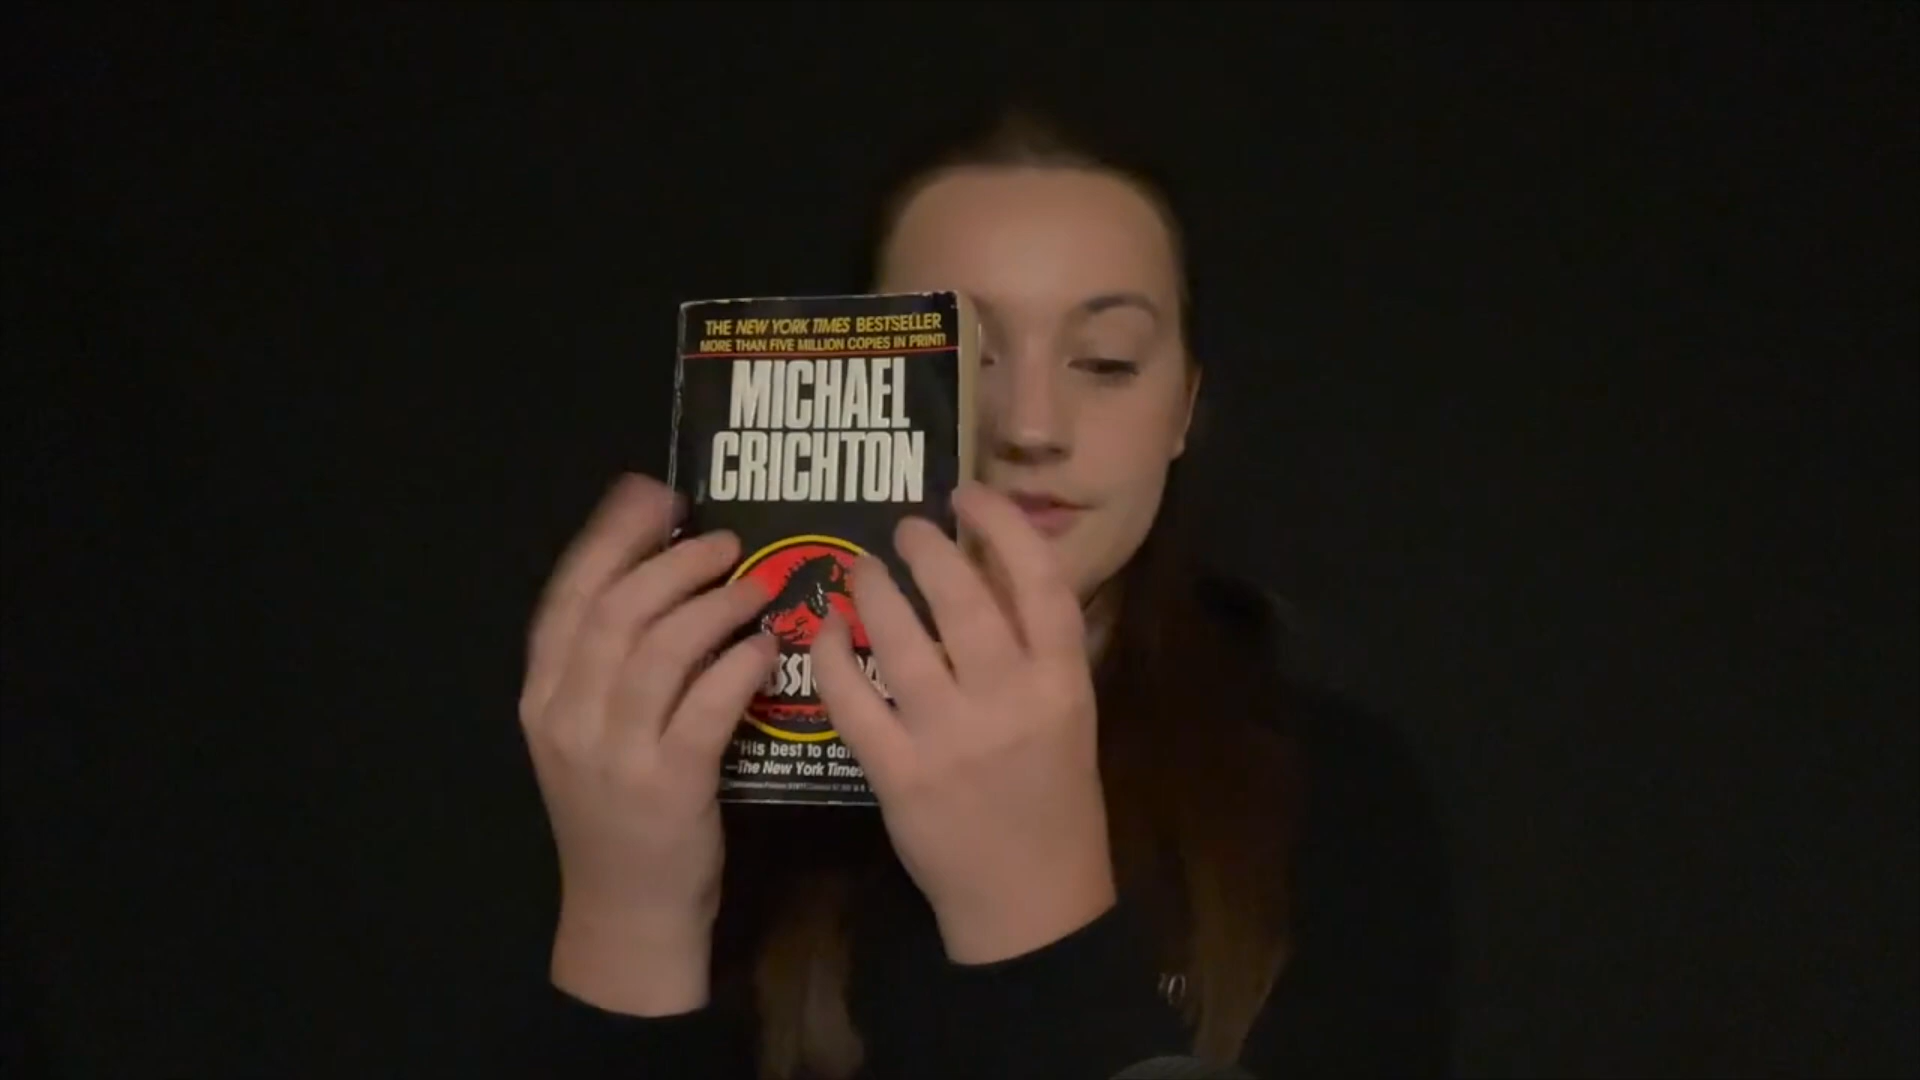 THE NEW YORK TIMES BESTSELLER
MORE THAN FIVE MILLION COPIES IN PRINT!
MICHAEL
CRICHTON
"His best to dat
—The New York Times